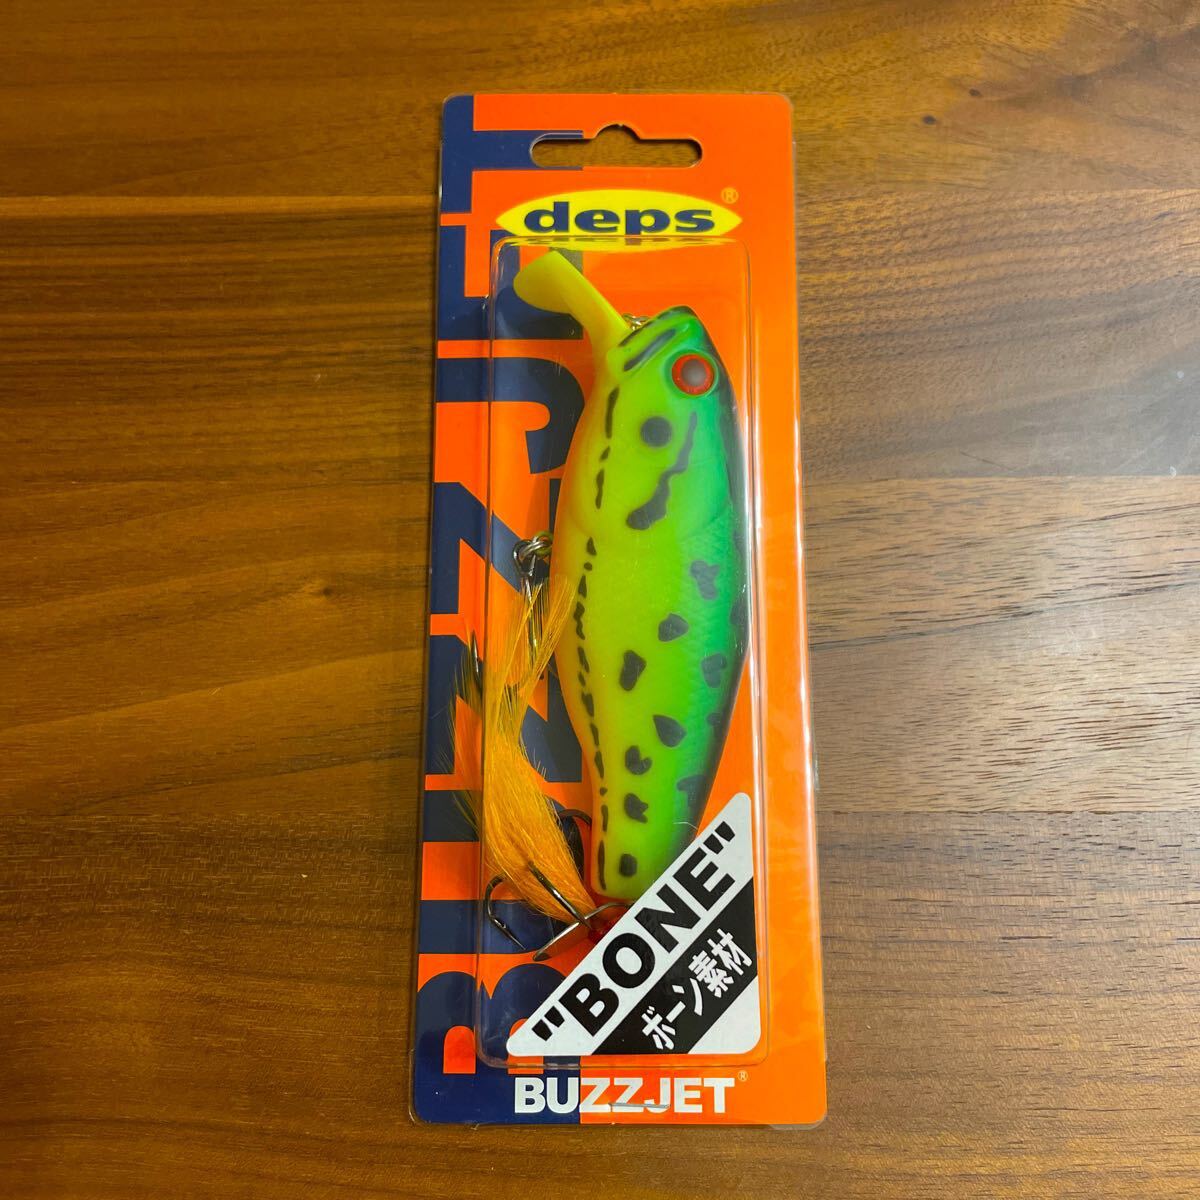 deps®
BUZZJET
"BONE"
ボーン素材
BUZZJET®